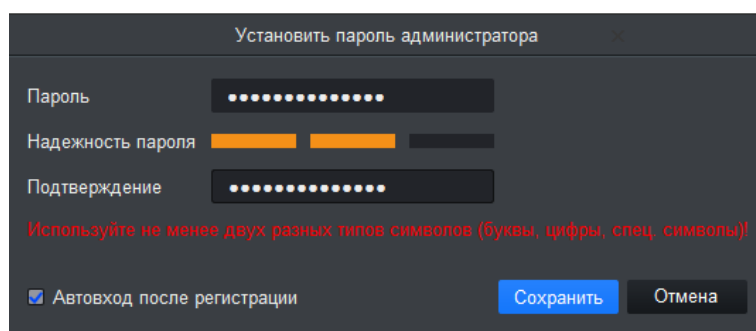 Установить пароль администратора
Пароль ••••••••••••••
Надежность пароля
Подтверждение ••••••••••••••
Используйте не менее двух разных типов символов (буквы, цифры, спец. символы)!
Автовход после регистрации Сохранить Отмена